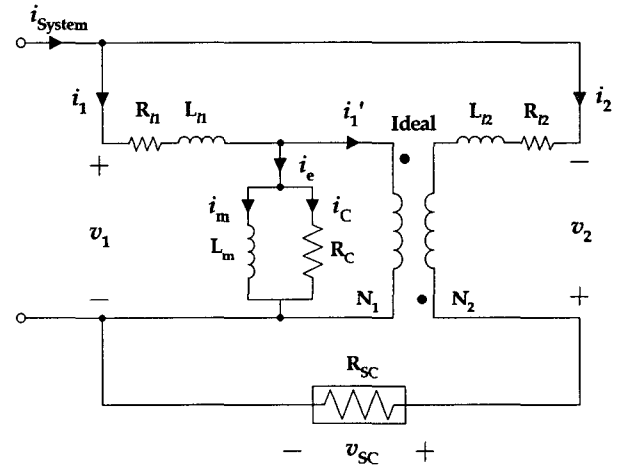 i_System
i_1 R_l1 L_l1 i_1' Ideal L_l2 R_l2 i_2
+ −
i_e
i_m i_C
v_1 L_m R_C v_2
− N_1 N_2 +
R_SC
− v_SC +